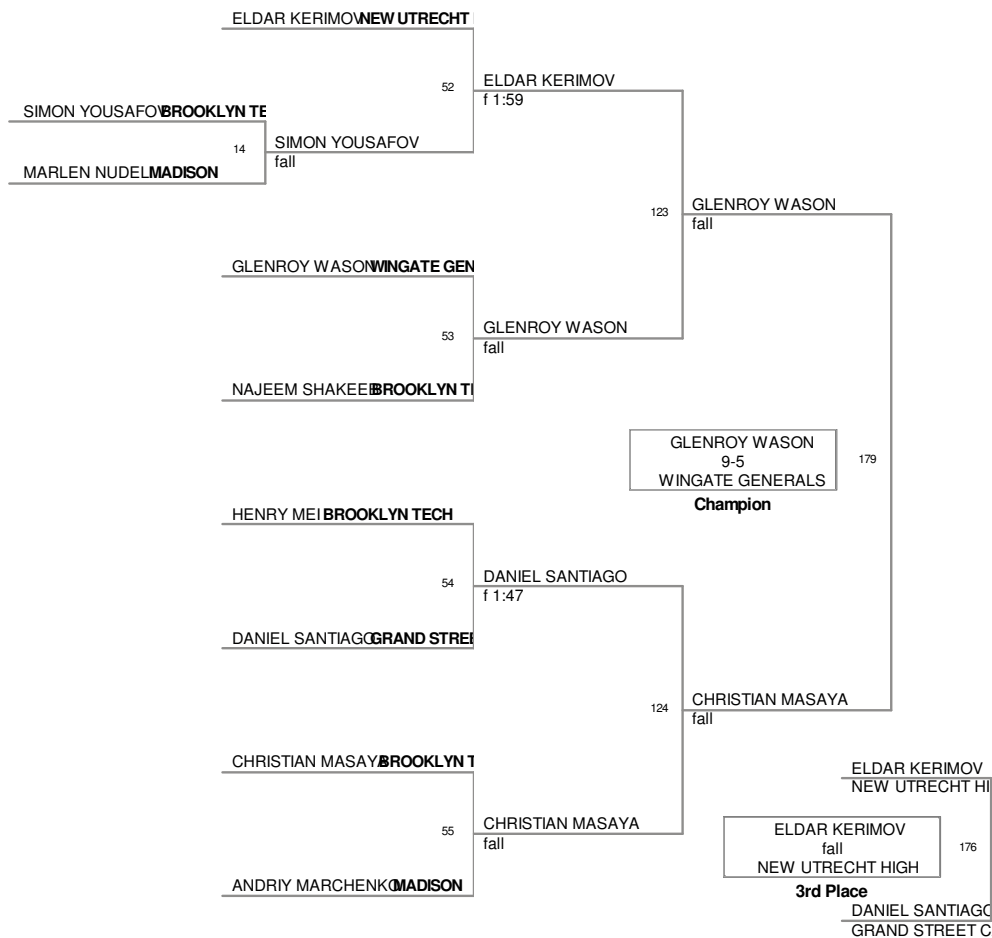 ELDAR KERIMOV NEW UTRECHT
52
ELDAR KERIMOV
f 1:59
SIMON YOUSAFOV BROOKLYN TE
14
SIMON YOUSAFOV
fall
MARLEN NUDEL MADISON
123
GLENROY WASON
fall
GLENROY WASON WINGATE GEN
53
GLENROY WASON
fall
NAJEEM SHAKEEB BROOKLYN T
GLENROY WASON
9-5
WINGATE GENERALS
179
Champion
HENRY MEI BROOKLYN TECH
54
DANIEL SANTIAGO
f 1:47
DANIEL SANTIAGO GRAND STREE
124
CHRISTIAN MASAYA
fall
CHRISTIAN MASAYA BROOKLYN T
55
CHRISTIAN MASAYA
fall
ANDRIY MARCHENKO MADISON
ELDAR KERIMOV
NEW UTRECHT HI
ELDAR KERIMOV
fall
NEW UTRECHT HIGH
176
3rd Place
DANIEL SANTIAGO
GRAND STREET C